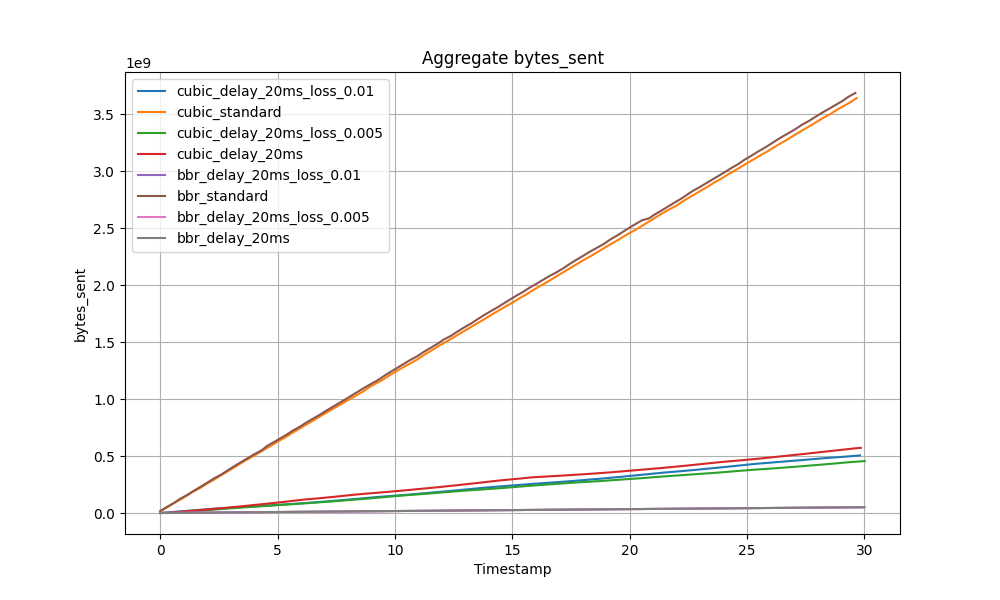 Aggregate bytes_sent
1e9
cubic_delay_20ms_loss_0.01
cubic_standard
cubic_delay_20ms_loss_0.005
cubic_delay_20ms
bbr_delay_20ms_loss_0.01
bbr_standard
bbr_delay_20ms_loss_0.005
bbr_delay_20ms
3.5
3.0
2.5
2.0
1.5
1.0
0.5
0.0
bytes_sent
0 5 10 15 20 25 30
Timestamp